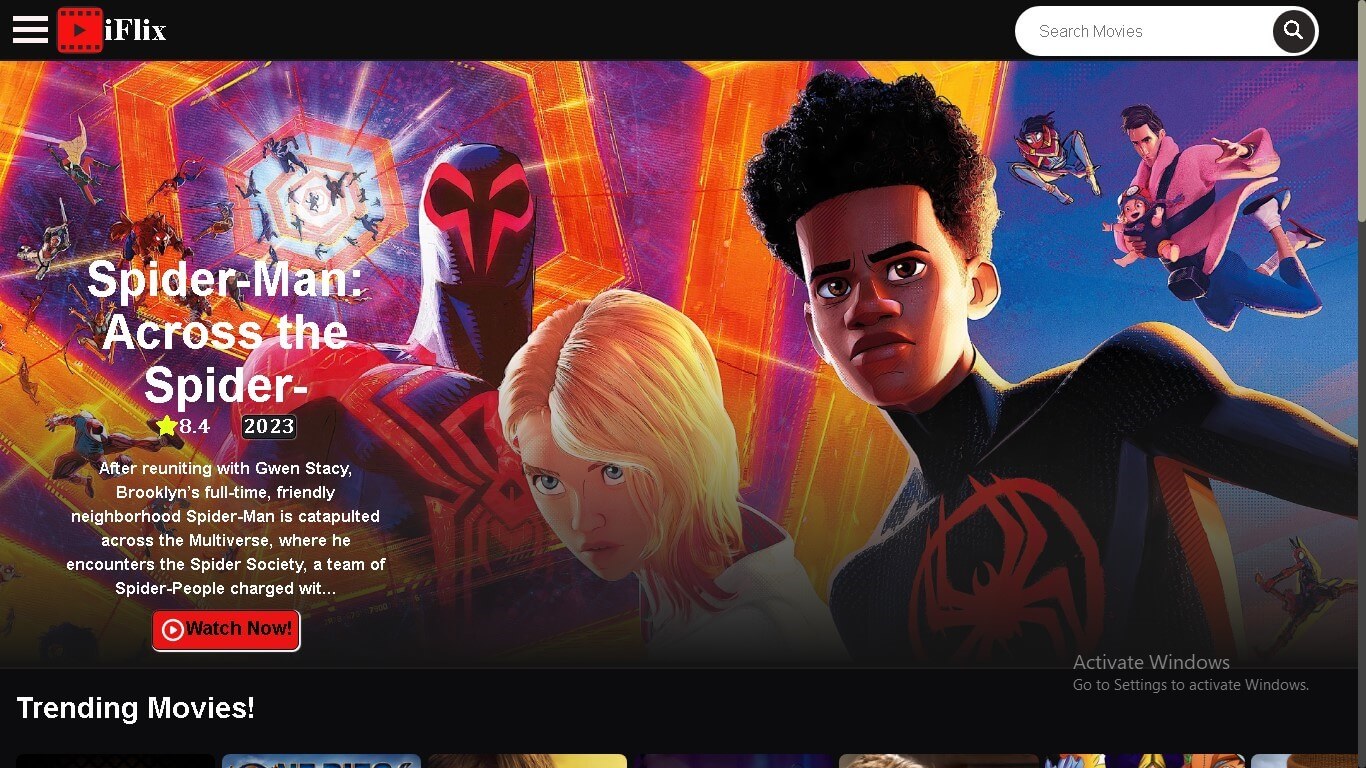 iFlix
Search Movies
Spider-Man:
Across the
Spider-
8.4 2023
After reuniting with Gwen Stacy,
Brooklyn’s full-time, friendly
neighborhood Spider-Man is catapulted
across the Multiverse, where he
encounters the Spider Society, a team of
Spider-People charged wit...
Watch Now!
Activate Windows
Go to Settings to activate Windows.
Trending Movies!